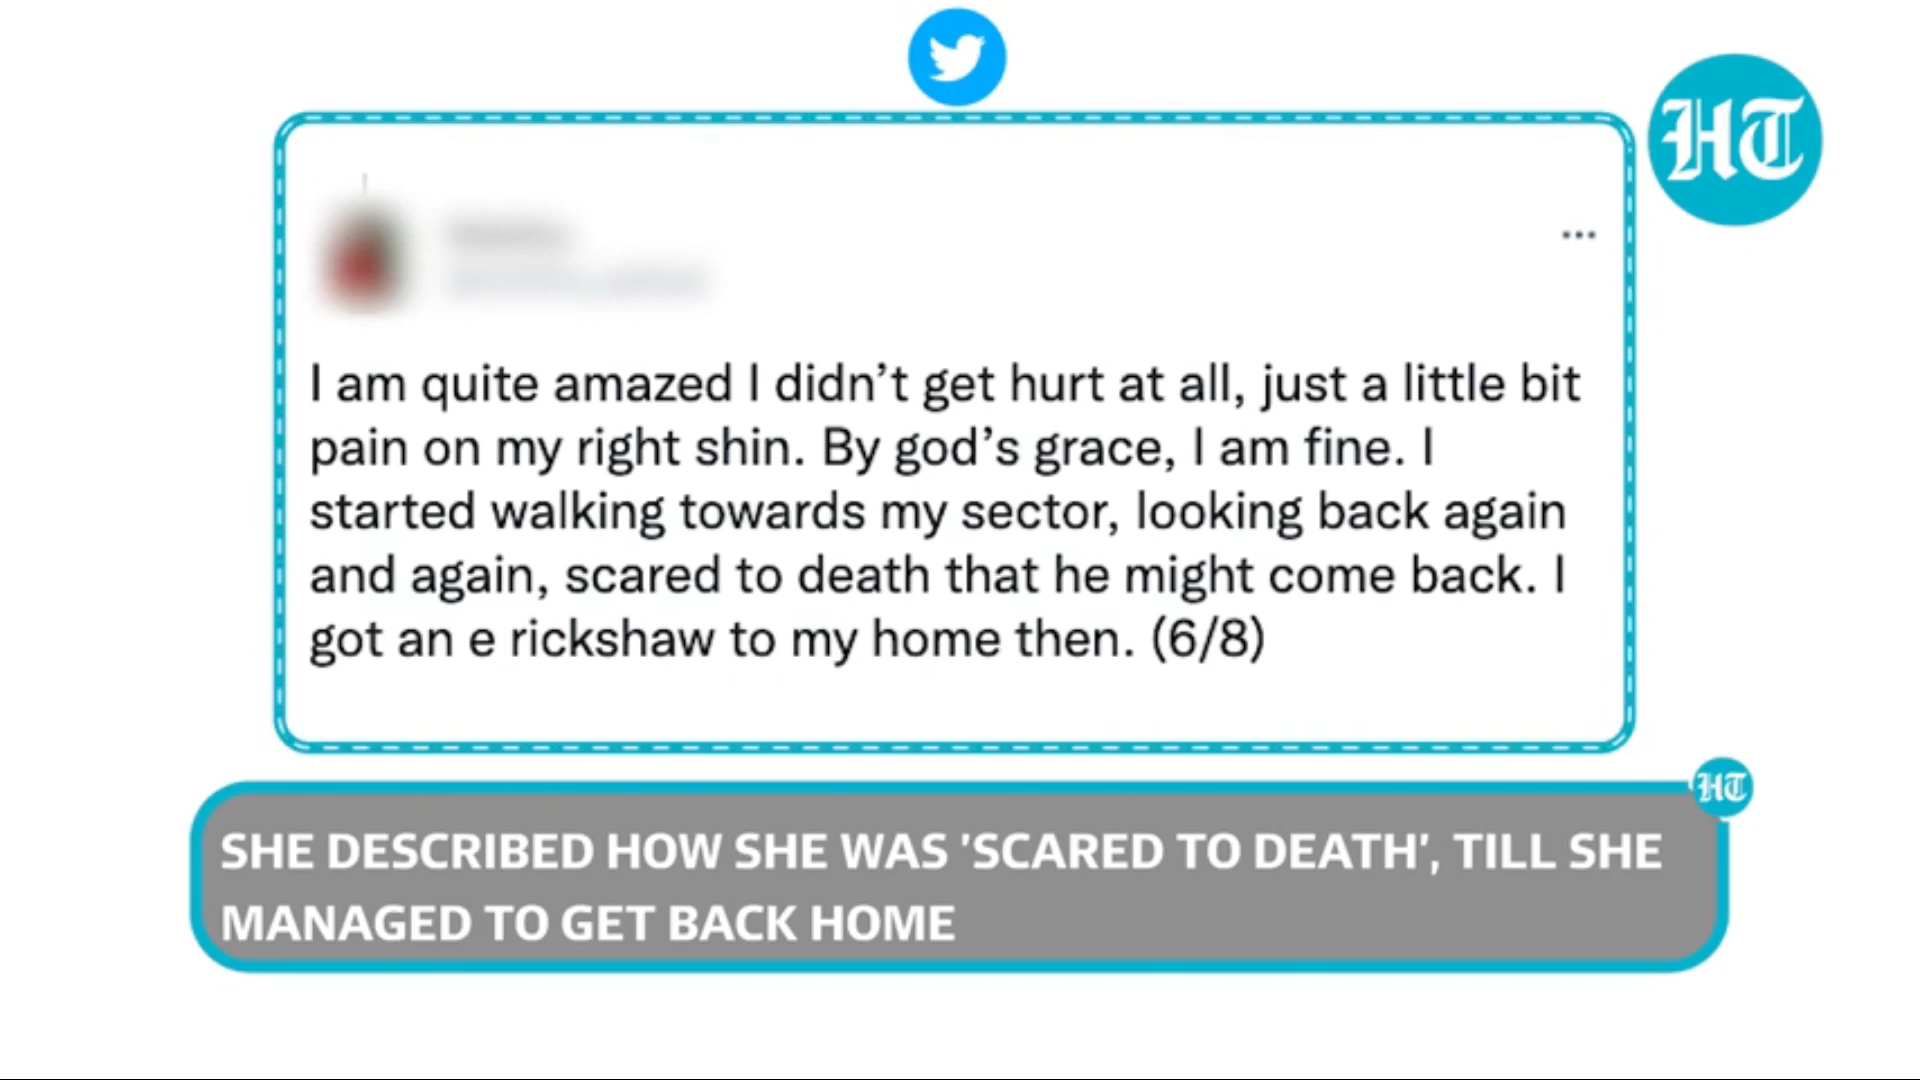 HT
I am quite amazed I didn’t get hurt at all, just a little bit
pain on my right shin. By god’s grace, I am fine. I
started walking towards my sector, looking back again
and again, scared to death that he might come back. I
got an e rickshaw to my home then. (6/8)
HT
SHE DESCRIBED HOW SHE WAS 'SCARED TO DEATH', TILL SHE
MANAGED TO GET BACK HOME